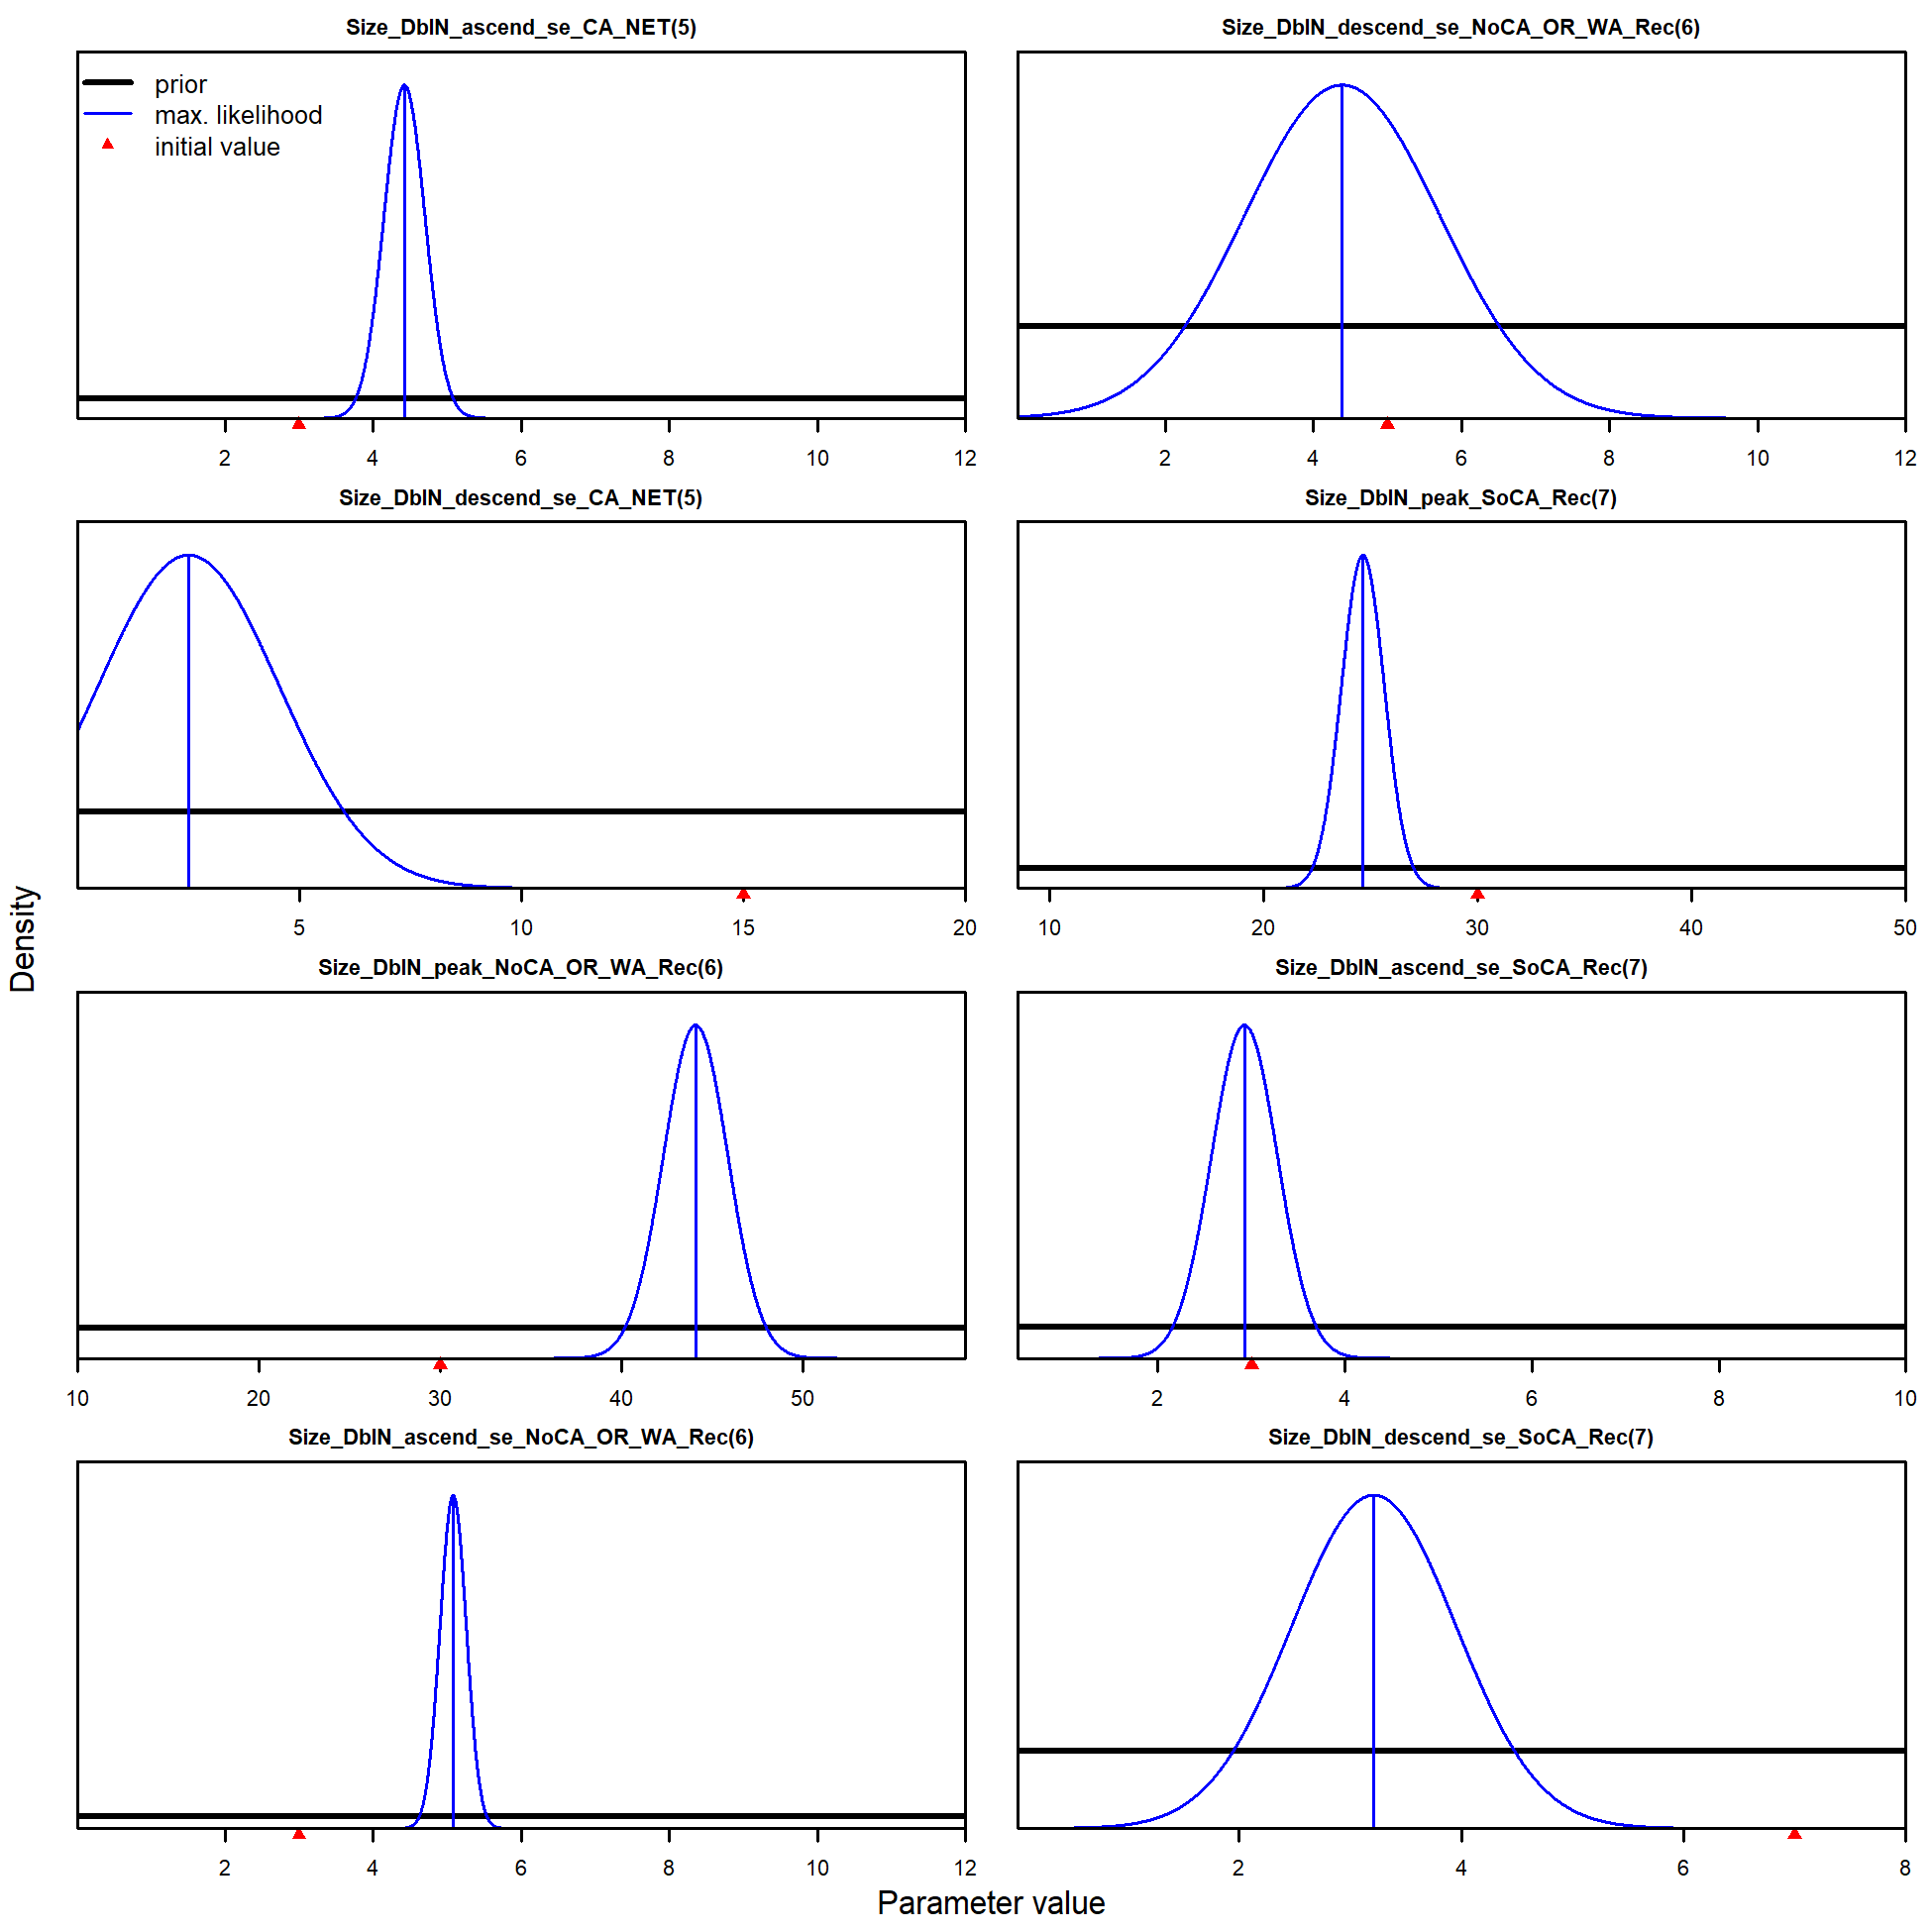 Size_DblN_ascend_se_CA_NET(5)
prior
max. likelihood
initial value
2 4 6 8 10 12
Size_DblN_descend_se_NoCA_OR_WA_Rec(6)
2 4 6 8 10 12
Size_DblN_descend_se_CA_NET(5)
5 10 15 20
Size_DblN_peak_SoCA_Rec(7)
10 20 30 40 50
Size_DblN_peak_NoCA_OR_WA_Rec(6)
10 20 30 40 50
Size_DblN_ascend_se_SoCA_Rec(7)
2 4 6 8 10
Size_DblN_ascend_se_NoCA_OR_WA_Rec(6)
2 4 6 8 10 12
Size_DblN_descend_se_SoCA_Rec(7)
2 4 6 8
Density
Parameter value